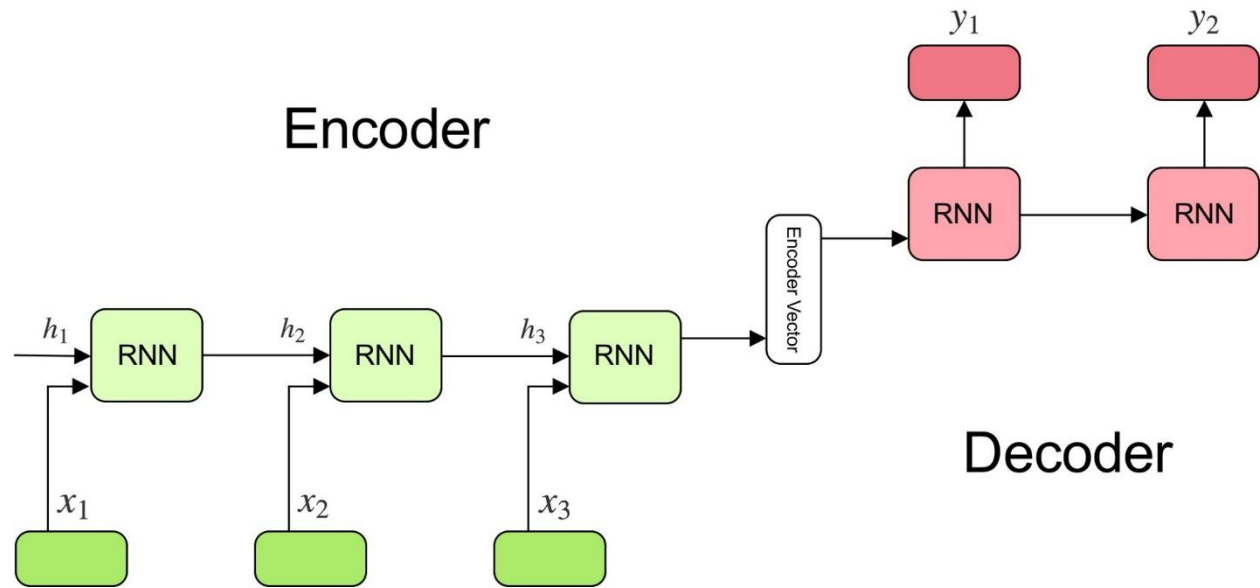 y₁ y₂
Encoder
RNN RNN
Encoder Vector
h₁ RNN h₂ RNN h₃ RNN
Decoder
x₁ x₂ x₃